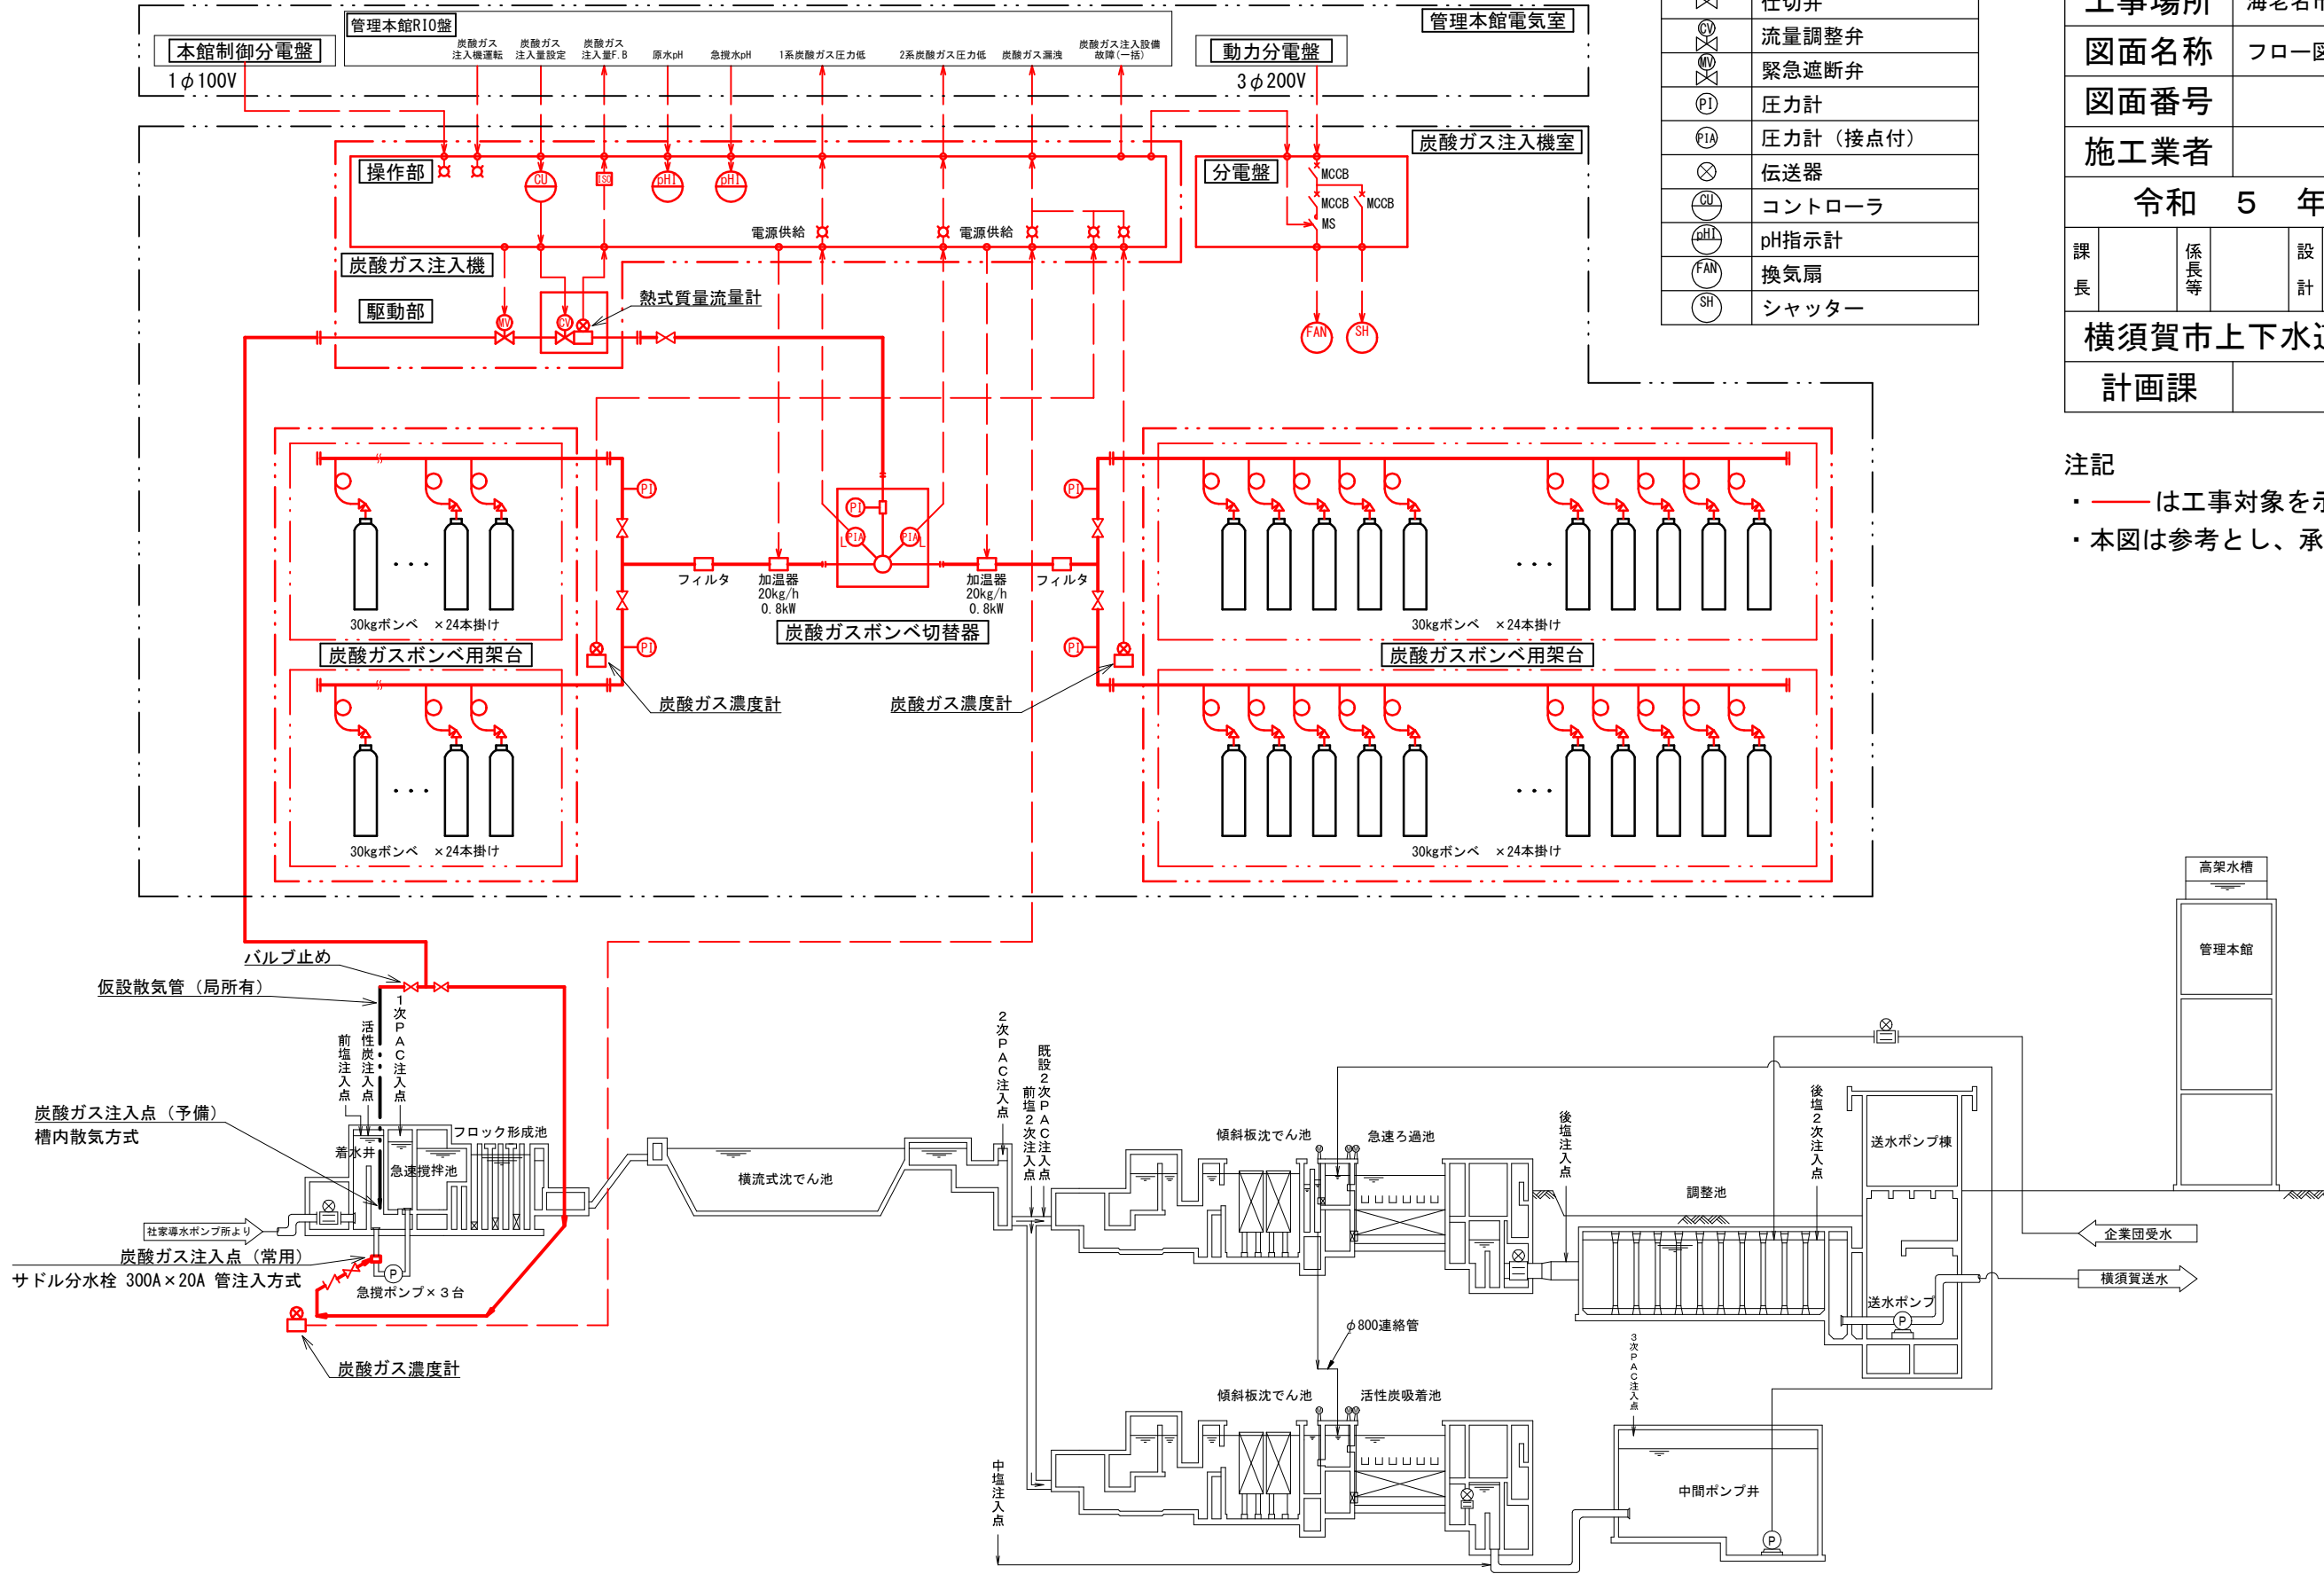 管理本館RIO盤
管理本館電気室
本館制御分電盤
1φ100V
炭酸ガス
注入機運転
炭酸ガス
注入量設定
炭酸ガス
注入量F.B
原水pH
急撹水pH
1系炭酸ガス圧力低
2系炭酸ガス圧力低
炭酸ガス漏洩
炭酸ガス注入設備
故障(一括)
動力分電盤
3φ200V
炭酸ガス注入機室
操作部
CU
ISO
pHI
pHI
電源供給
電源供給
分電盤
MCCB
MCCB
MCCB
MS
FAN
SH
炭酸ガス注入機
駆動部
MV
CV
熱式質量流量計
仕切弁
CV
流量調整弁
MV
緊急遮断弁
PI
圧力計
PIA
圧力計（接点付）
伝送器
CU
コントローラ
pHI
pH指示計
FAN
換気扇
SH
シャッター
工事場所
図面名称
フロー図
図面番号
施工業者
令和 5 年
課長
係長等
設計
横須賀市上下水道
計画課
注記
・ は工事対象を示
・本図は参考とし、承
PI
PI
PI
PI
PI
PIA
L
PIA
L
フィルタ
加温器
20kg/h
0.8kW
加温器
20kg/h
0.8kW
フィルタ
炭酸ガスボンベ切替器
30kgボンベ ×24本掛け
30kgボンベ ×24本掛け
炭酸ガスボンベ用架台
炭酸ガスボンベ用架台
炭酸ガス濃度計
炭酸ガス濃度計
30kgボンベ ×24本掛け
30kgボンベ ×24本掛け
バルブ止め
仮設散気管（局所有）
前塩注入点
活性炭注入点
1次PAC注入点
炭酸ガス注入点（予備）
槽内散気方式
着水井
急速撹拌池
フロック形成池
社家導水ポンプ所より
炭酸ガス注入点（常用）
サドル分水栓 300A×20A 管注入方式
P
急撹ポンプ×3台
炭酸ガス濃度計
横流式沈でん池
2次PAC注入点
前塩2次注入点
既設2次PAC注入点
傾斜板沈でん池
急速ろ過池
後塩注入点
調整池
後塩2次注入点
送水ポンプ棟
送水ポンプ
P
高架水槽
管理本館
企業団受水
横須賀送水
φ800連絡管
傾斜板沈でん池
活性炭吸着池
中塩注入点
3次PAC注入点
中間ポンプ井
P